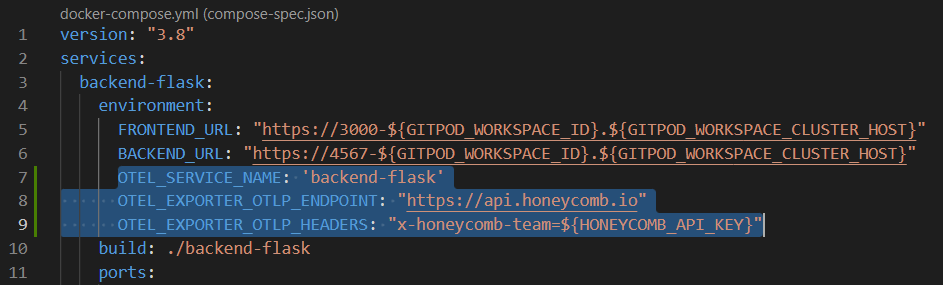 docker-compose.yml (compose-spec.json)
1 version: "3.8"
2 services:
3 backend-flask:
4 environment:
5 FRONTEND_URL: "https://3000-${GITPOD_WORKSPACE_ID}.${GITPOD_WORKSPACE_CLUSTER_HOST}"
6 BACKEND_URL: "https://4567-${GITPOD_WORKSPACE_ID}.${GITPOD_WORKSPACE_CLUSTER_HOST}"
7 OTEL_SERVICE_NAME: 'backend-flask'
8 OTEL_EXPORTER_OTLP_ENDPOINT: "https://api.honeycomb.io"
9 OTEL_EXPORTER_OTLP_HEADERS: "x-honeycomb-team=${HONEYCOMB_API_KEY}"
10 build: ./backend-flask
11 ports: